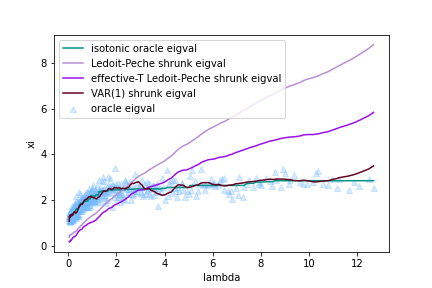 isotonic oracle eigval
Ledoit-Peche shrunk eigval
effective-T Ledoit-Peche shrunk eigval
VAR(1) shrunk eigval
oracle eigval
8
6
4
2
0
xi
0 2 4 6 8 10 12
lambda